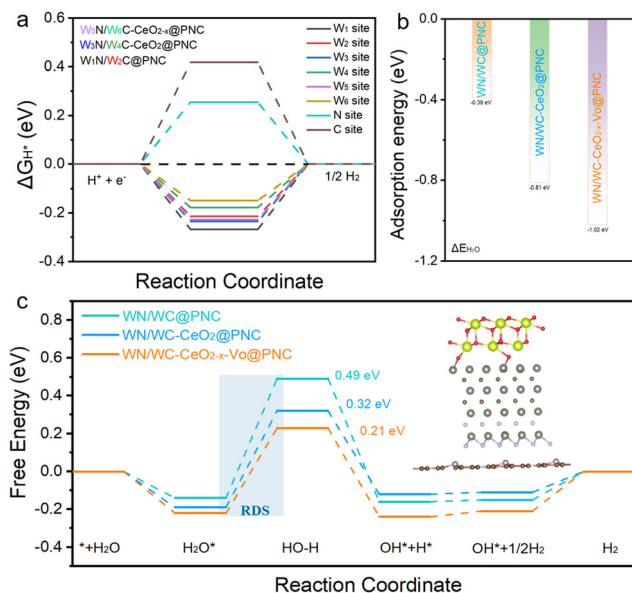 a
W₅N/W₆C-CeO₂₋ₓ@PNC
W₃N/W₄C-CeO₂@PNC
W₁N/W₂C@PNC
W₁ site
W₂ site
W₃ site
W₄ site
W₅ site
W₆ site
N site
C site
ΔG_H* (eV)
0.6
0.4
0.2
0.0
-0.2
-0.4
H⁺ + e⁻
1/2 H₂
Reaction Coordinate
b
Adsorption energy (eV)
0.0
-0.4
-0.8
-1.2
WN/WC@PNC
-0.39 eV
WN/WC-CeO₂@PNC
-0.81 eV
WN/WC-CeO₂₋ₓ-Vo@PNC
-1.02 eV
ΔE_H₂O
c
WN/WC@PNC
WN/WC-CeO₂@PNC
WN/WC-CeO₂₋ₓ-Vo@PNC
Free Energy (eV)
0.8
0.6
0.4
0.2
0.0
-0.2
-0.4
0.49 eV
0.32 eV
0.21 eV
RDS
*+H₂O
H₂O*
HO-H
OH*+H*
OH*+1/2H₂
H₂
Reaction Coordinate